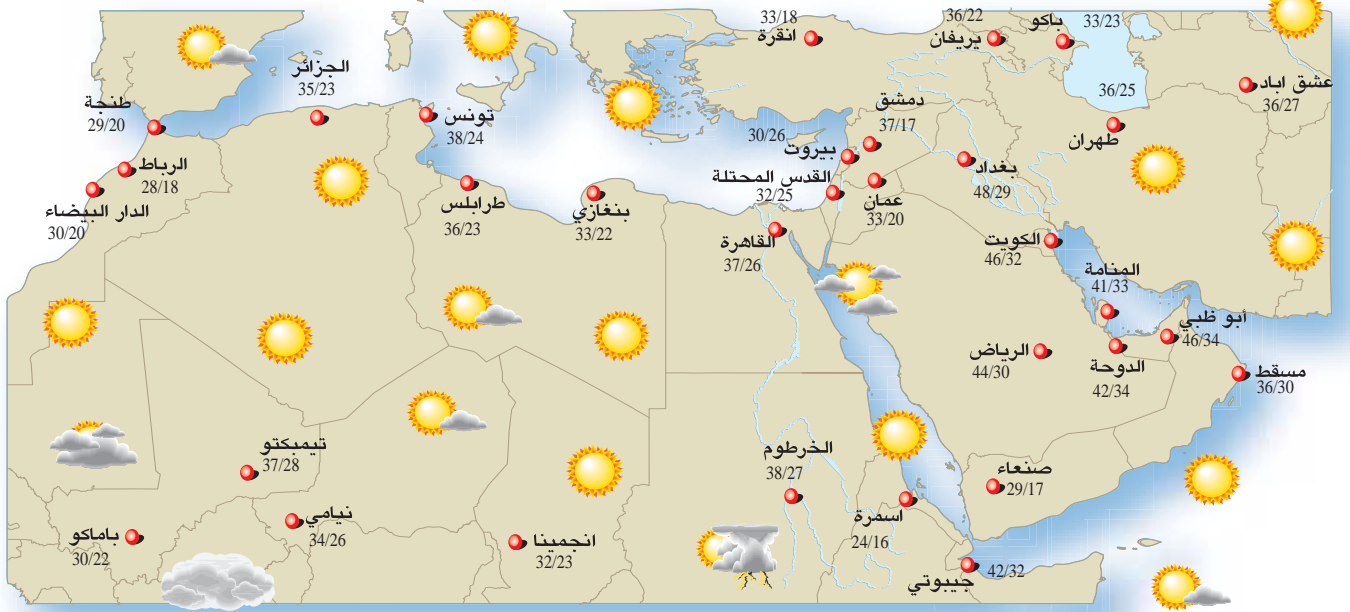 33/18
انقرة
36/22
يريفان
باكو
33/23
عشق اباد
36/27
36/25
طهران
الجزائر
35/23
طنجة
29/20
تونس
38/24
دمشق
37/17
30/26
بيروت
بغداد
48/29
الرباط
28/18
القدس المحتلة
32/25
عمان
33/20
الدار البيضاء
30/20
طرابلس
36/23
بنغازي
33/22
القاهرة
37/26
الكويت
46/32
المنامة
41/33
أبو ظبي
46/34
الرياض
44/30
الدوحة
42/34
مسقط
36/30
تيمبكتو
37/28
الخرطوم
38/27
صنعاء
29/17
اسمرة
24/16
نيامي
34/26
باماكو
30/22
انجمينا
32/23
جيبوتي
42/32